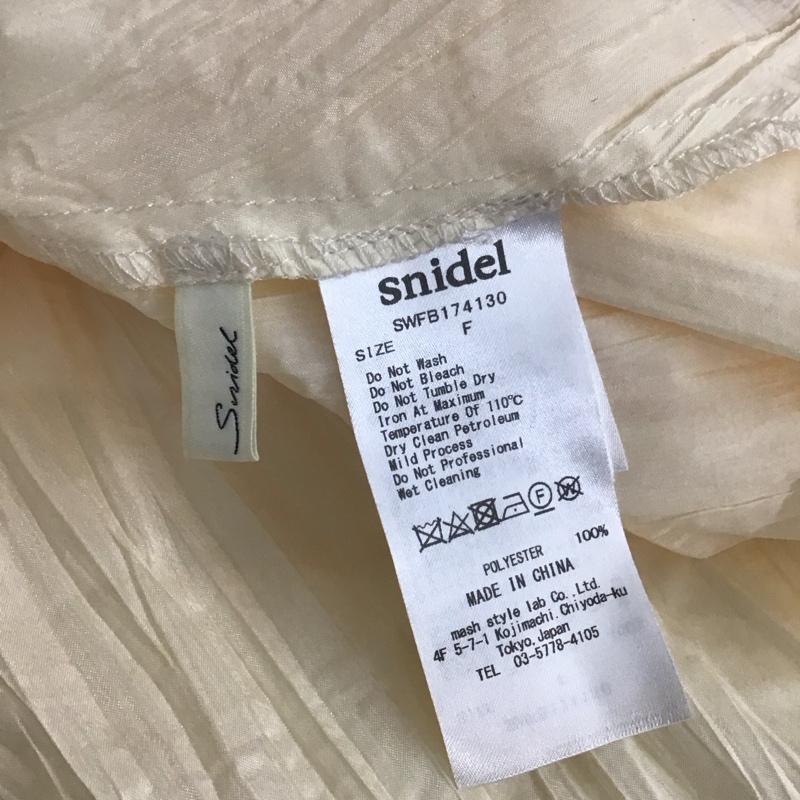 snidel
SWFB174130
SIZE F
Do Not Wash
Do Not Bleach
Do Not Tumble Dry
Iron At Maximum
Temperature Of 110℃
Dry Clean Petroleum
Mild Process
Do Not Professional
Wet Cleaning
F
W
POLYESTER 100%
MADE IN CHINA
mash style lab Co.,Ltd.
4F 5-7-1 Kojimachi.Chiyoda-ku
Tokyo.Japan
TEL 03-5778-4105
Snidel